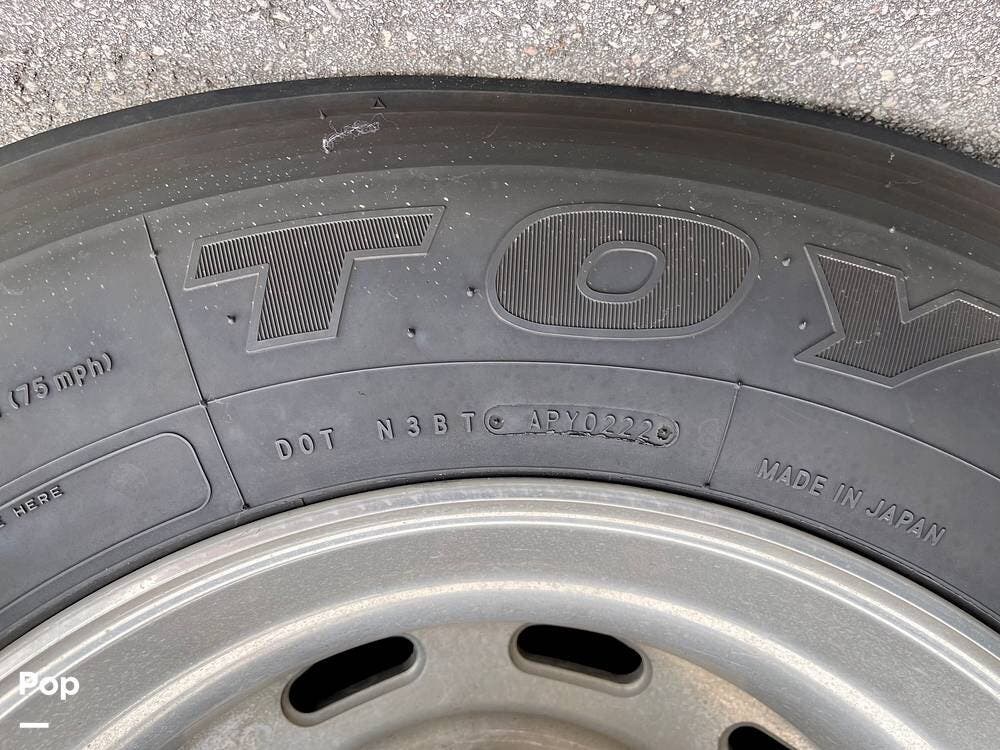 TOY
(75 mph)
DOT N3BT APY0222
MADE IN JAPAN
HERE
Pop